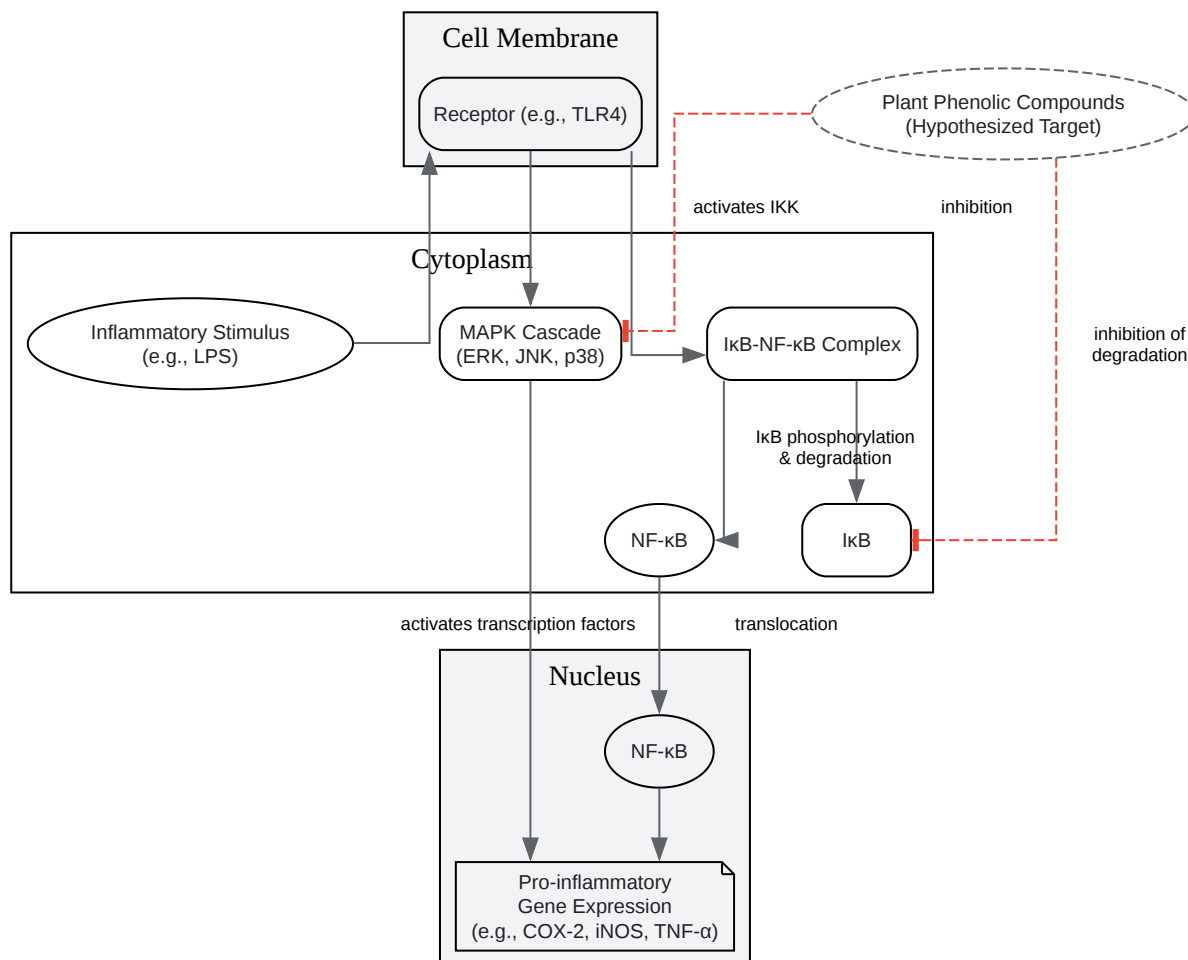 Cell Membrane
Receptor (e.g., TLR4)
Plant Phenolic Compounds
(Hypothesized Target)
activates IKK
inhibition
Cytoplasm
Inflammatory Stimulus
(e.g., LPS)
MAPK Cascade
(ERK, JNK, p38)
IκB-NF-κB Complex
inhibition of
degradation
IκB phosphorylation
& degradation
NF-κB
IκB
activates transcription factors
translocation
Nucleus
NF-κB
Pro-inflammatory
Gene Expression
(e.g., COX-2, iNOS, TNF-α)